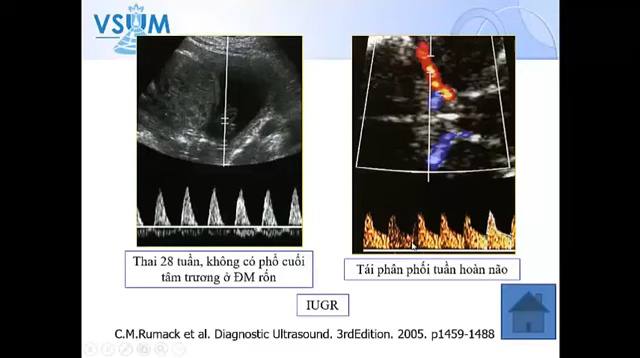 VSUM
Thai 28 tuần, không có phổ cuối
tâm trương ở ĐM rốn
Tái phân phối tuần hoàn não
IUGR
C.M.Rumack et al. Diagnostic Ultrasound. 3rdEdition. 2005. p1459-1488